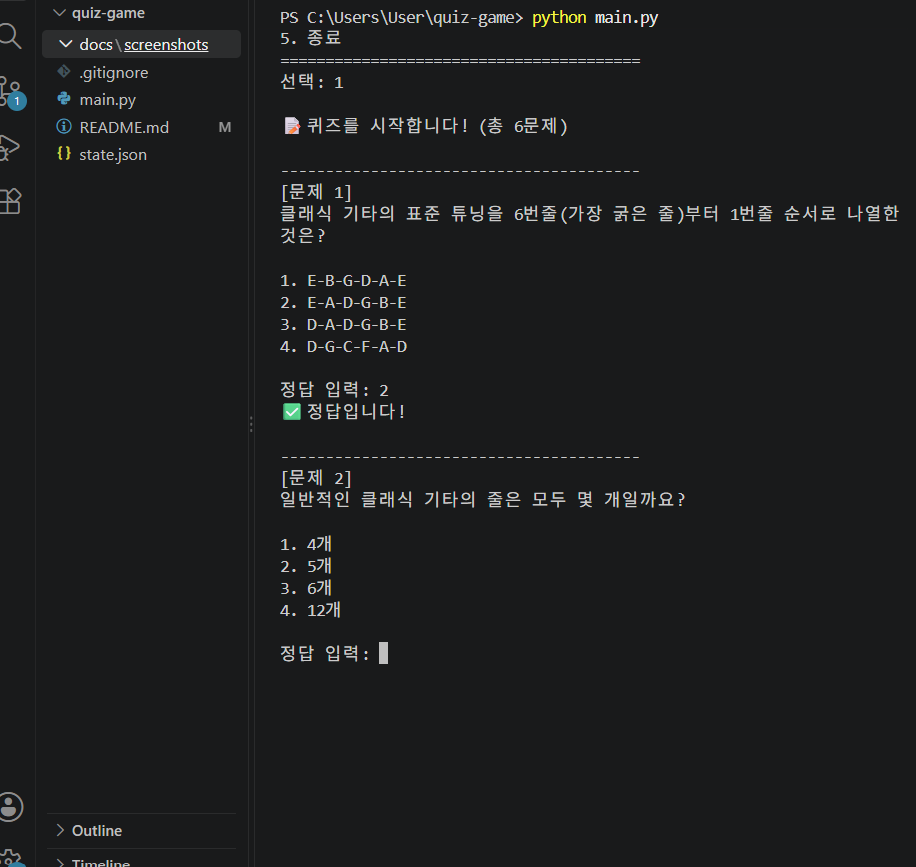 quiz-game
docs\screenshots
.gitignore
main.py
README.md M
state.json
1
Outline
Timeline
PS C:\Users\User\quiz-game> python main.py
5. 종료
========================================
선택: 1
📝 퀴즈를 시작합니다! (총 6문제)
----------------------------------------
[문제 1]
클래식 기타의 표준 튜닝을 6번줄(가장 굵은 줄)부터 1번줄 순서로 나열한
것은?
1. E-B-G-D-A-E
2. E-A-D-G-B-E
3. D-A-D-G-B-E
4. D-G-C-F-A-D
정답 입력: 2
✅ 정답입니다!
----------------------------------------
[문제 2]
일반적인 클래식 기타의 줄은 모두 몇 개일까요?
1. 4개
2. 5개
3. 6개
4. 12개
정답 입력: